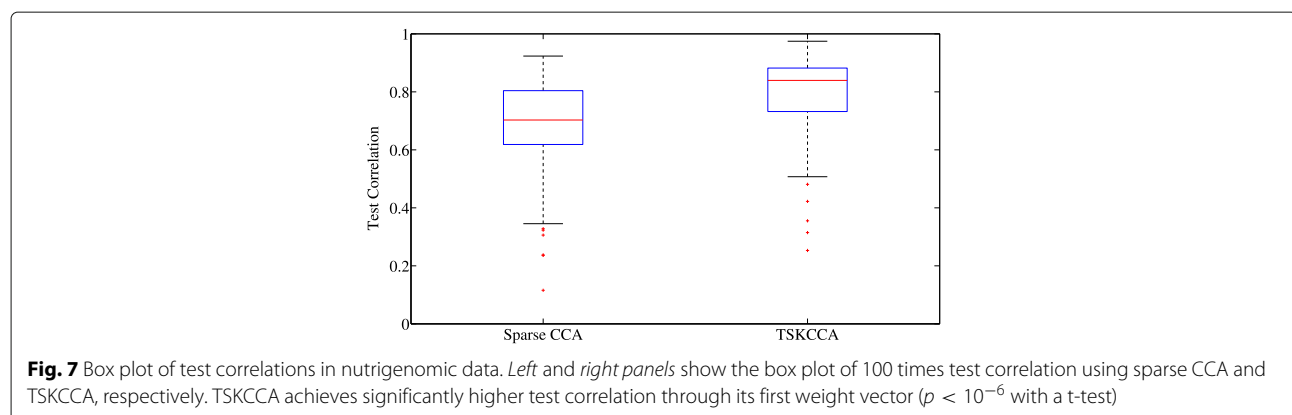 1
0.8
0.6
0.4
0.2
0
Test Correlation
Sparse CCA TSKCCA
Fig. 7 Box plot of test correlations in nutrigenomic data. Left and right panels show the box plot of 100 times test correlation using sparse CCA and
TSKCCA, respectively. TSKCCA achieves significantly higher test correlation through its first weight vector (p < 10⁻⁶ with a t-test)